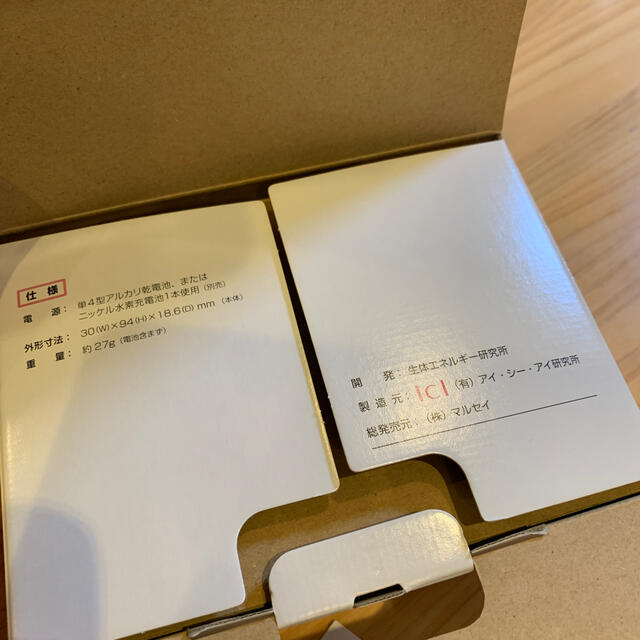 仕様
電源：単4型アルカリ乾電池、または
ニッケル水素充電池1本使用（別売）
外形寸法：30(W)×94(H)×18.6(D)mm（本体）
重量：約27g（電池含まず）
開発：生体エネルギー研究所
製造元：ICI（有）アイ・シー・アイ研究所
総発売元：（株）マルセイ